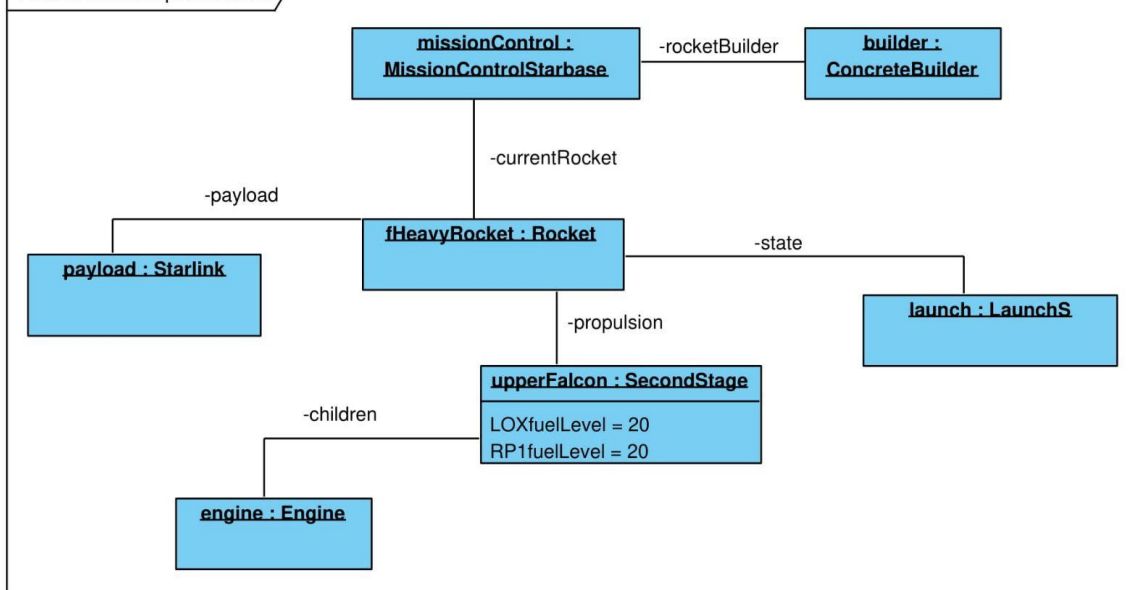 missionControl :
MissionControlStarbase
-rocketBuilder
builder :
ConcreteBuilder
-currentRocket
-payload
fHeavyRocket : Rocket
-state
payload : Starlink
launch : LaunchS
-propulsion
upperFalcon : SecondStage
-children
LOXfuelLevel = 20
RP1fuelLevel = 20
engine : Engine